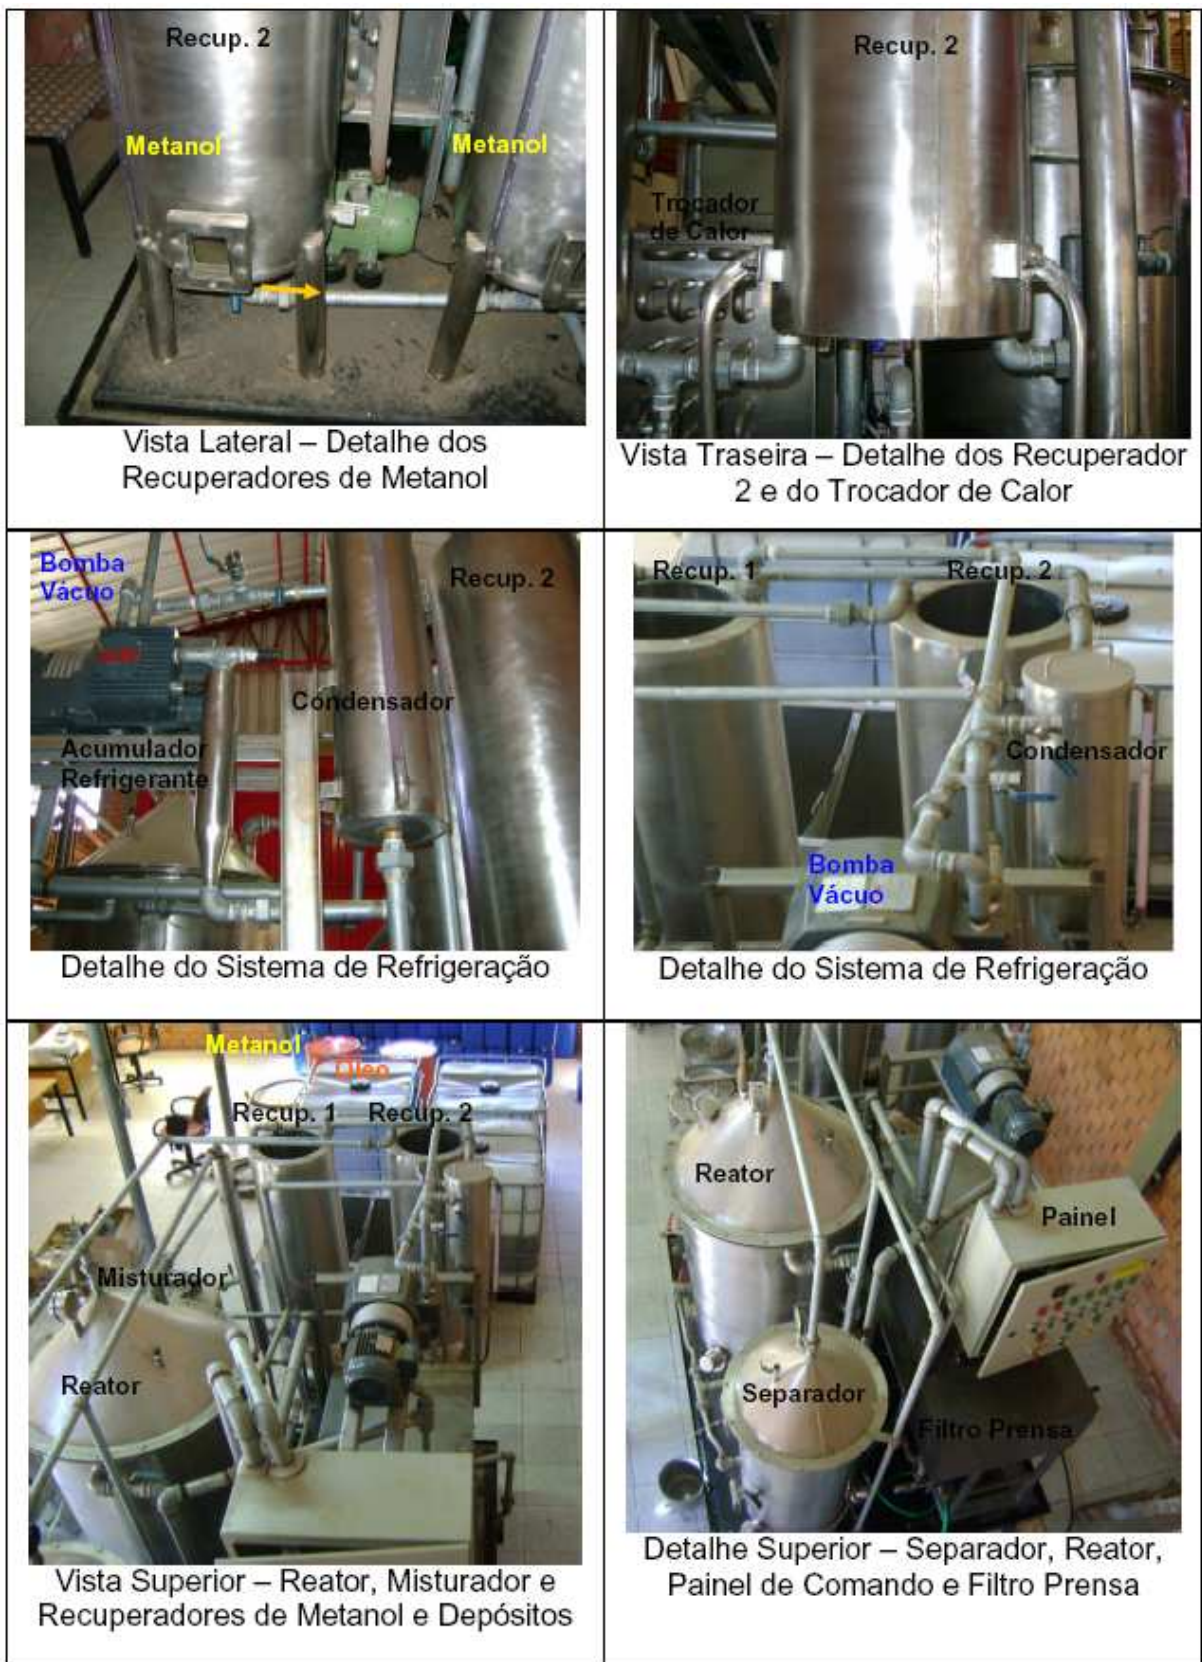 Recup. 2
Metanol
Metanol
Vista Lateral – Detalhe dos
Recuperadores de Metanol
Recup. 2
Trocador
de Calor
Vista Traseira – Detalhe dos Recuperador
2 e do Trocador de Calor
Bomba
Vácuo
Recup. 2
Condensador
Acumulador
Refrigerante
Detalhe do Sistema de Refrigeração
Recup. 1
Recup. 2
Condensador
Bomba
Vácuo
Detalhe do Sistema de Refrigeração
Metanol
Óleo
Recup. 1
Recup. 2
Misturador
Reator
Vista Superior – Reator, Misturador e
Recuperadores de Metanol e Depósitos
Reator
Painel
Separador
Filtro Prensa
Detalhe Superior – Separador, Reator,
Painel de Comando e Filtro Prensa